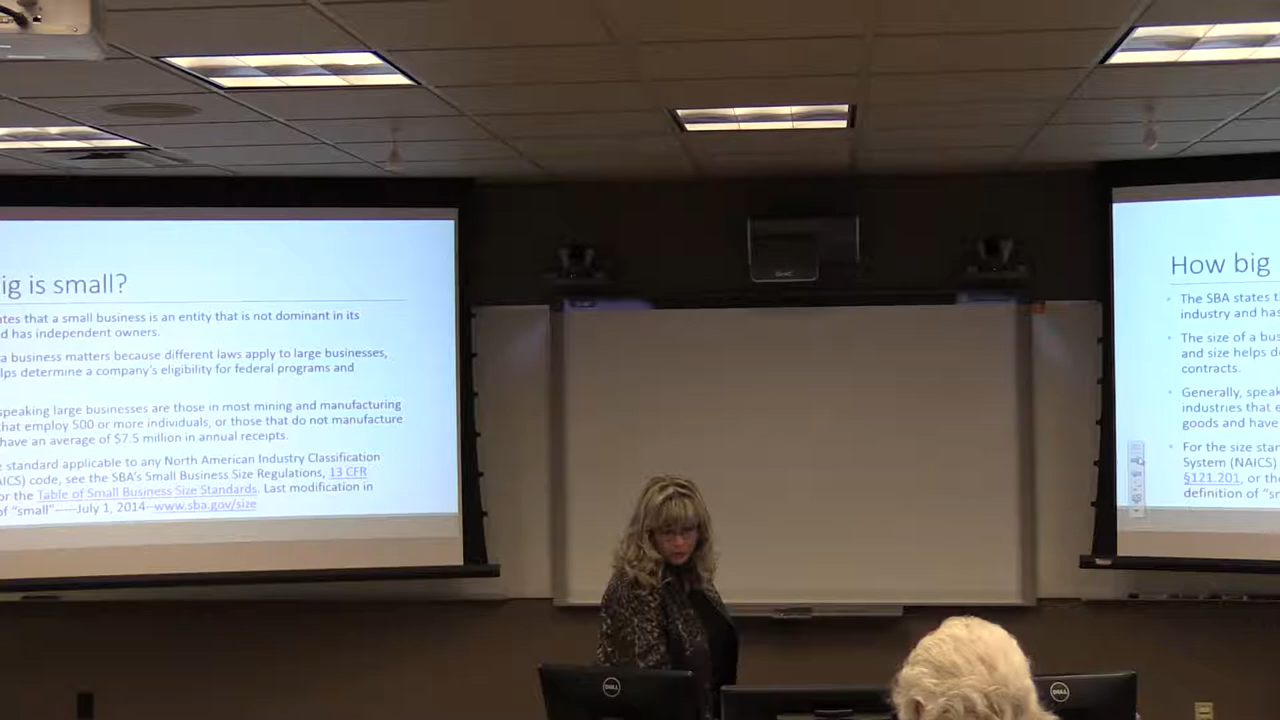 ig is small?
ates that a small business is an entity that is not dominant in its
d has independent owners.
a business matters because different laws apply to large businesses,
lps determine a company's eligibility for federal programs and
speaking large businesses are those in most mining and manufacturing
that employ 500 or more individuals, or those that do not manufacture
have an average of $7.5 million in annual receipts.
e standard applicable to any North American Industry Classification
AICS) code, see the SBA's Small Business Size Regulations, 13 CFR
or the Table of Small Business Size Standards. Last modification in
of "small"----July 1, 2014--www.sba.gov/size
How big
• The SBA states t
industry and has
• The size of a bus
and size helps de
contracts.
• Generally, speak
industries that e
goods and have
• For the size stan
System (NAICS)
§121.201, or the
definition of "sm
DELL
DELL